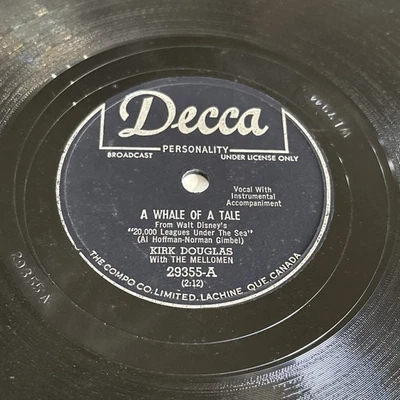 Decca
PERSONALITY
BROADCAST UNDER LICENSE ONLY
Vocal With
Instrumental
Accompaniment
A WHALE OF A TALE
From Walt Disney's
"20,000 Leagues Under The Sea"
(Al Hoffman-Norman Gimbel)
KIRK DOUGLAS
With THE MELLOMEN
29355-A
(2:12)
THE COMPO CO. LIMITED. LACHINE, QUE. CANADA
29355A